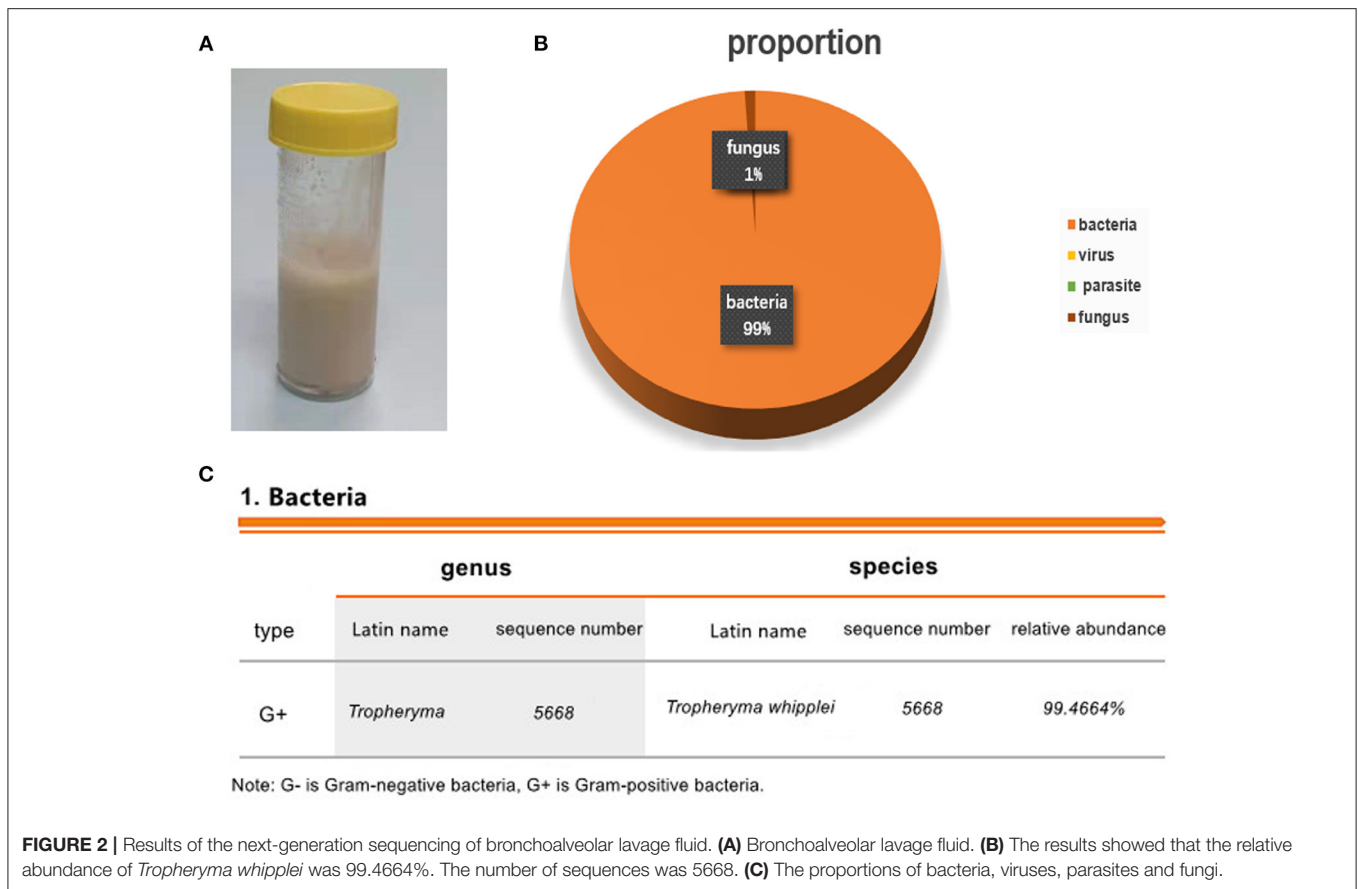 A
B
proportion
fungus
1%
bacteria
99%
bacteria
virus
parasite
fungus
C
1. Bacteria
genus species
type Latin name sequence number Latin name sequence number relative abundance
G+ Tropheryma 5668 Tropheryma whipplei 5668 99.4664%
Note: G- is Gram-negative bacteria, G+ is Gram-positive bacteria.
FIGURE 2 | Results of the next-generation sequencing of bronchoalveolar lavage fluid. (A) Bronchoalveolar lavage fluid. (B) The results showed that the relative
abundance of Tropheryma whipplei was 99.4664%. The number of sequences was 5668. (C) The proportions of bacteria, viruses, parasites and fungi.